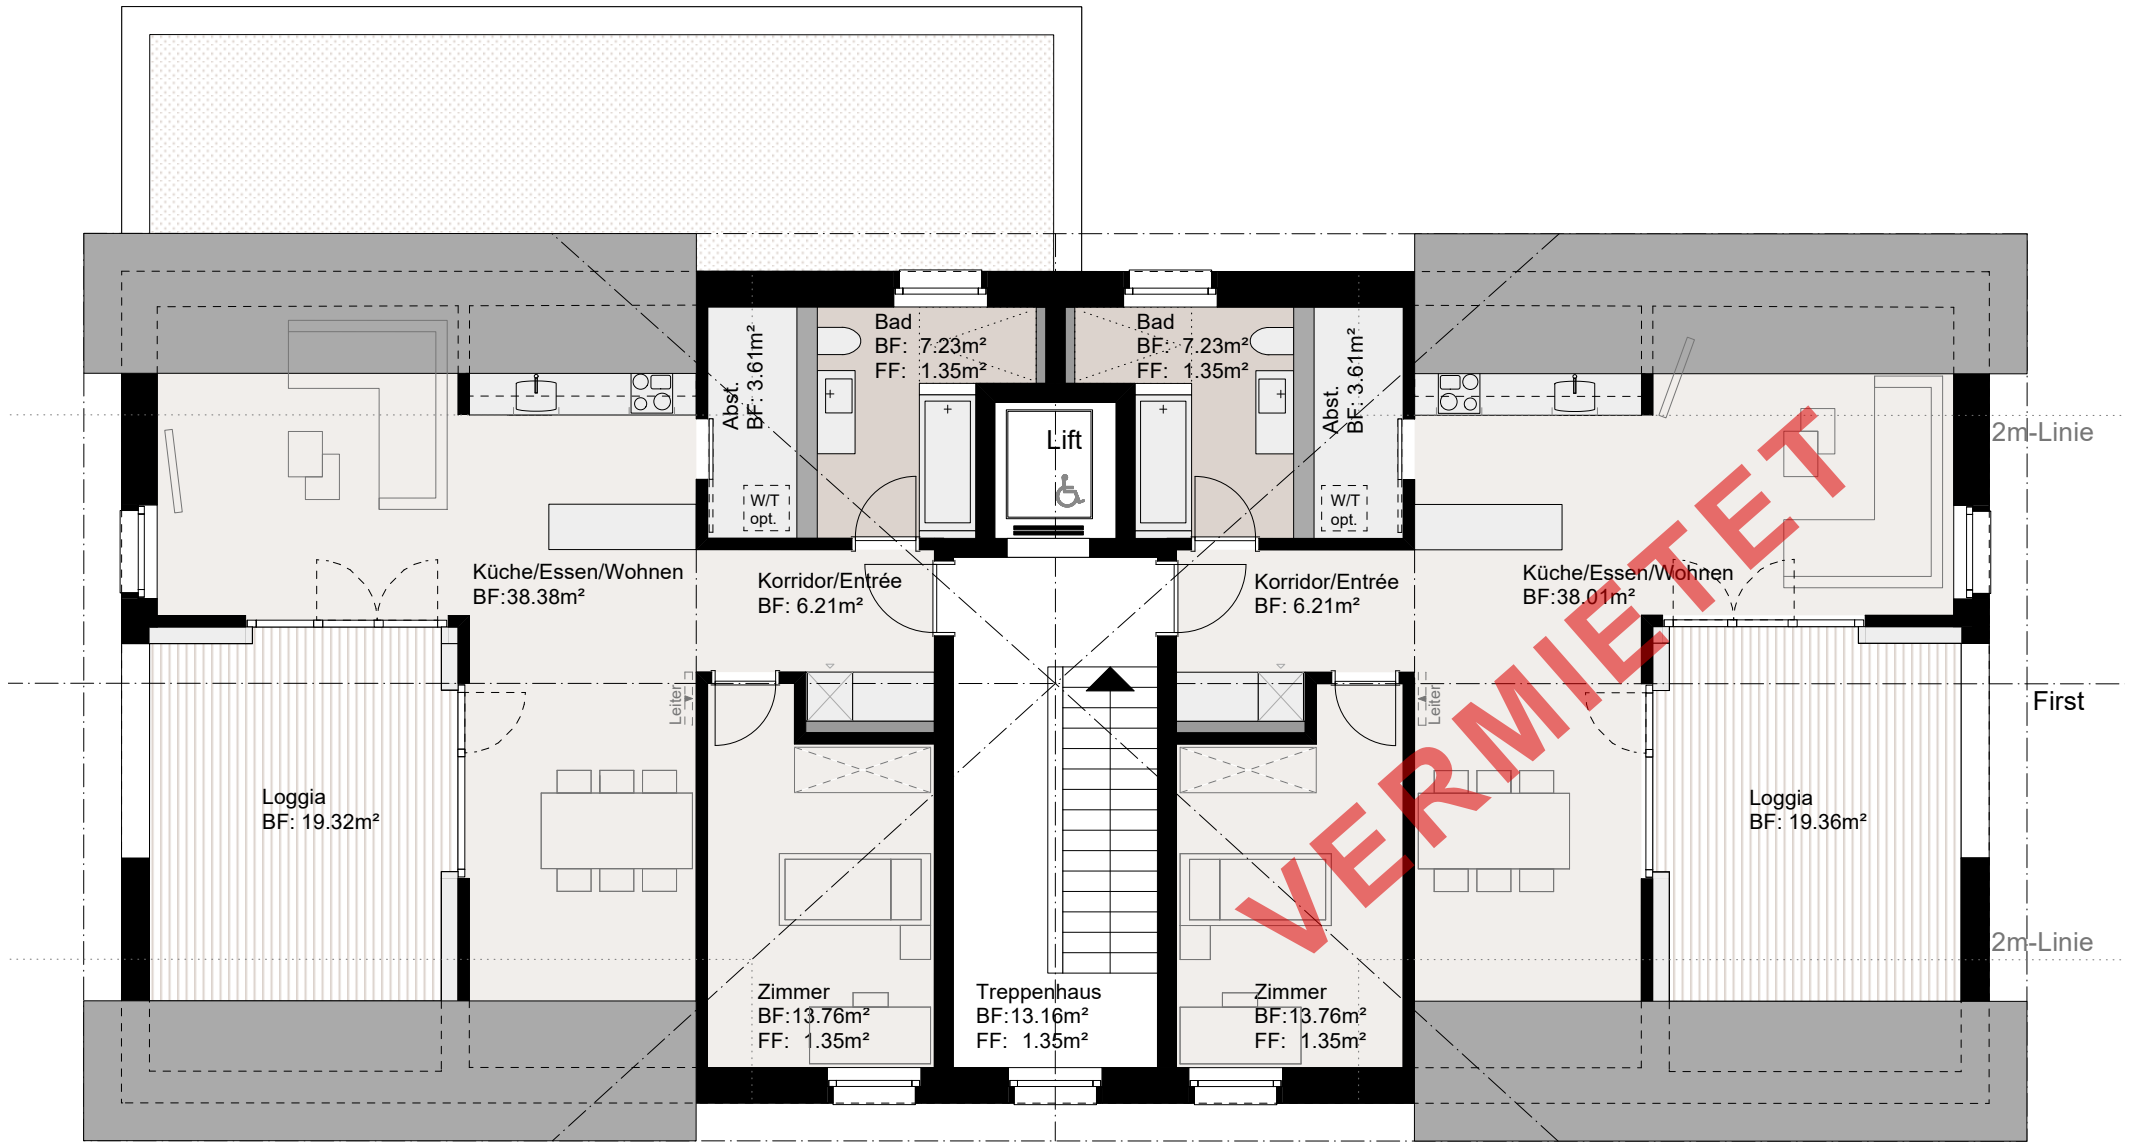 Bad
BF: 7.23m²
FF: 1.35m²
Bad
BF: 7.23m²
FF: 1.35m²
Abst.
BF: 3.61m²
Abst.
BF: 3.61m²
Lift
2m-Linie
W/T
opt.
W/T
opt.
Küche/Essen/Wohnen
BF:38.38m²
Korridor/Entrée
BF: 6.21m²
Korridor/Entrée
BF: 6.21m²
Küche/Essen/Wohnen
BF:38.01m²
VERMIETET
Leiter
Leiter
First
Loggia
BF: 19.32m²
Loggia
BF: 19.36m²
2m-Linie
Zimmer
BF:13.76m²
FF: 1.35m²
Treppenhaus
BF:13.16m²
FF: 1.35m²
Zimmer
BF:13.76m²
FF: 1.35m²